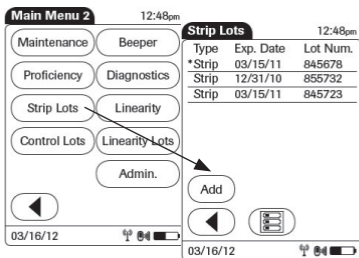 Main Menu 2 12:48pm
Maintenance Beeper
Proficiency Diagnostics
Strip Lots Linearity
Control Lots Linearity Lots
Admin.
03/16/12
Strip Lots 12:48pm
Type Exp. Date Lot Num.
*Strip 03/15/11 845678
Strip 12/31/10 855732
Strip 03/15/11 845723
Add
03/16/12